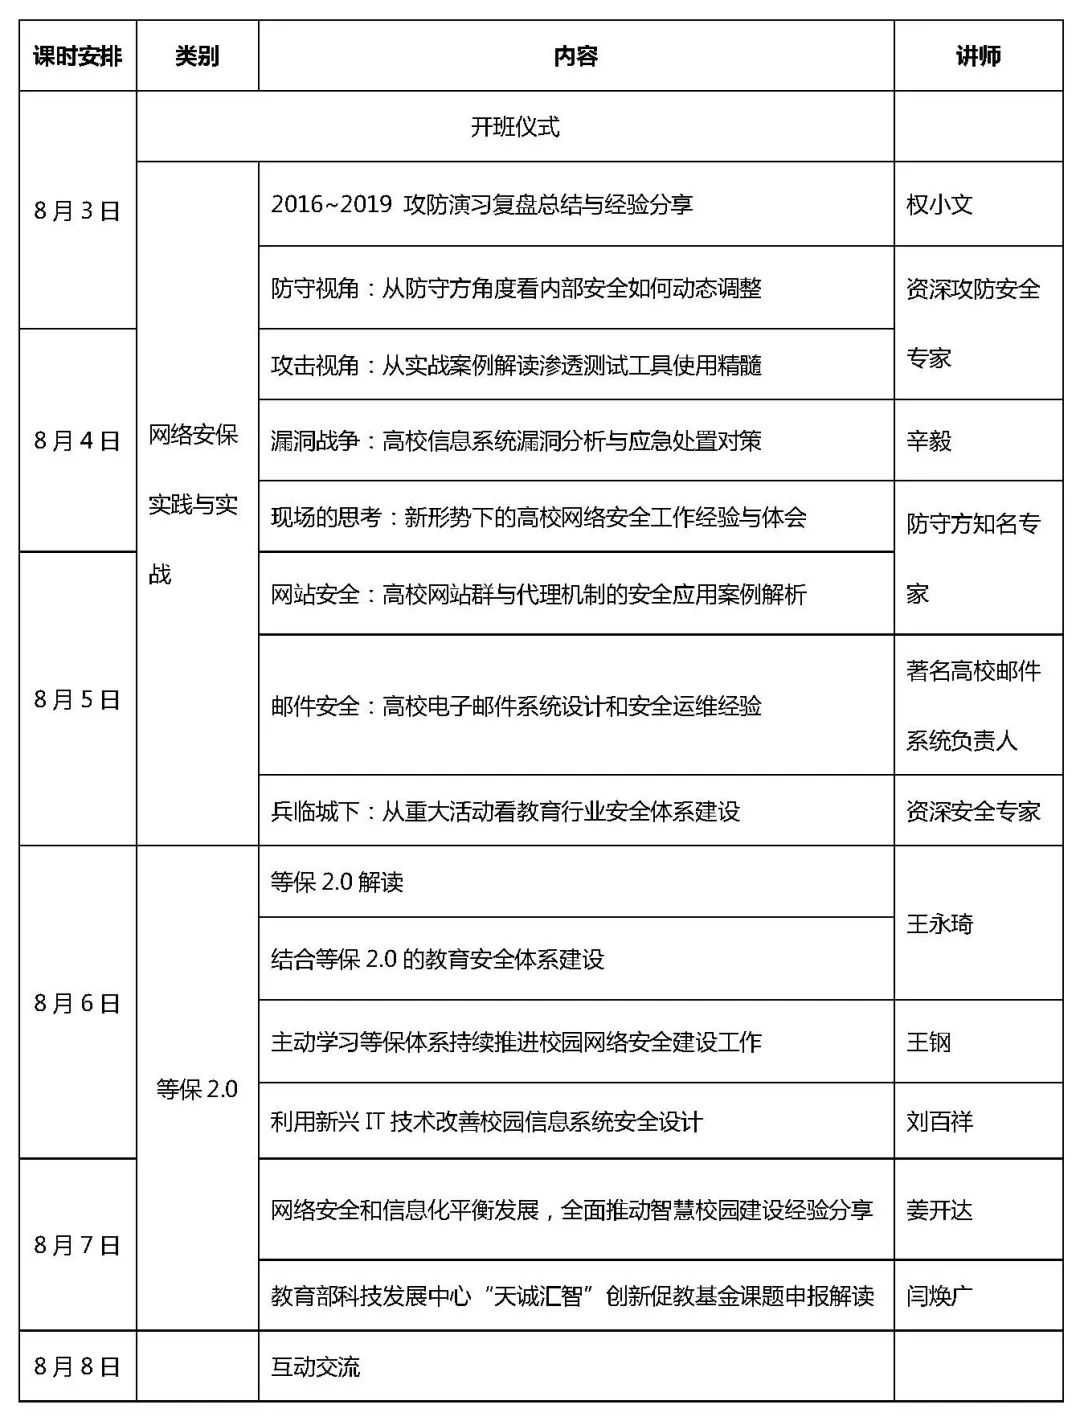 课时安排 类别 内容 讲师
开班仪式
8月3日
2016~2019 攻防演习复盘总结与经验分享 权小文
防守视角：从防守方角度看内部安全如何动态调整
资深攻防安全
专家
8月4日
攻击视角：从实战案例解读渗透测试工具使用精髓
网络安保
实践与实
战
漏洞战争：高校信息系统漏洞分析与应急处置对策 辛毅
现场的思考：新形势下的高校网络安全工作经验与体会
防守方知名专
家
8月5日
网站安全：高校网站群与代理机制的安全应用案例解析
邮件安全：高校电子邮件系统设计和安全运维经验
著名高校邮件
系统负责人
兵临城下：从重大活动看教育行业安全体系建设 资深安全专家
8月6日
等保2.0
等保2.0解读
王永琦
结合等保2.0的教育安全体系建设
主动学习等保体系持续推进校园网络安全建设工作 王钢
利用新兴IT技术改善校园信息系统安全设计 刘百祥
8月7日
网络安全和信息化平衡发展，全面推动智慧校园建设经验分享 姜开达
教育部科技发展中心“天诚汇智”创新促教基金课题申报解读 闫焕广
8月8日 互动交流